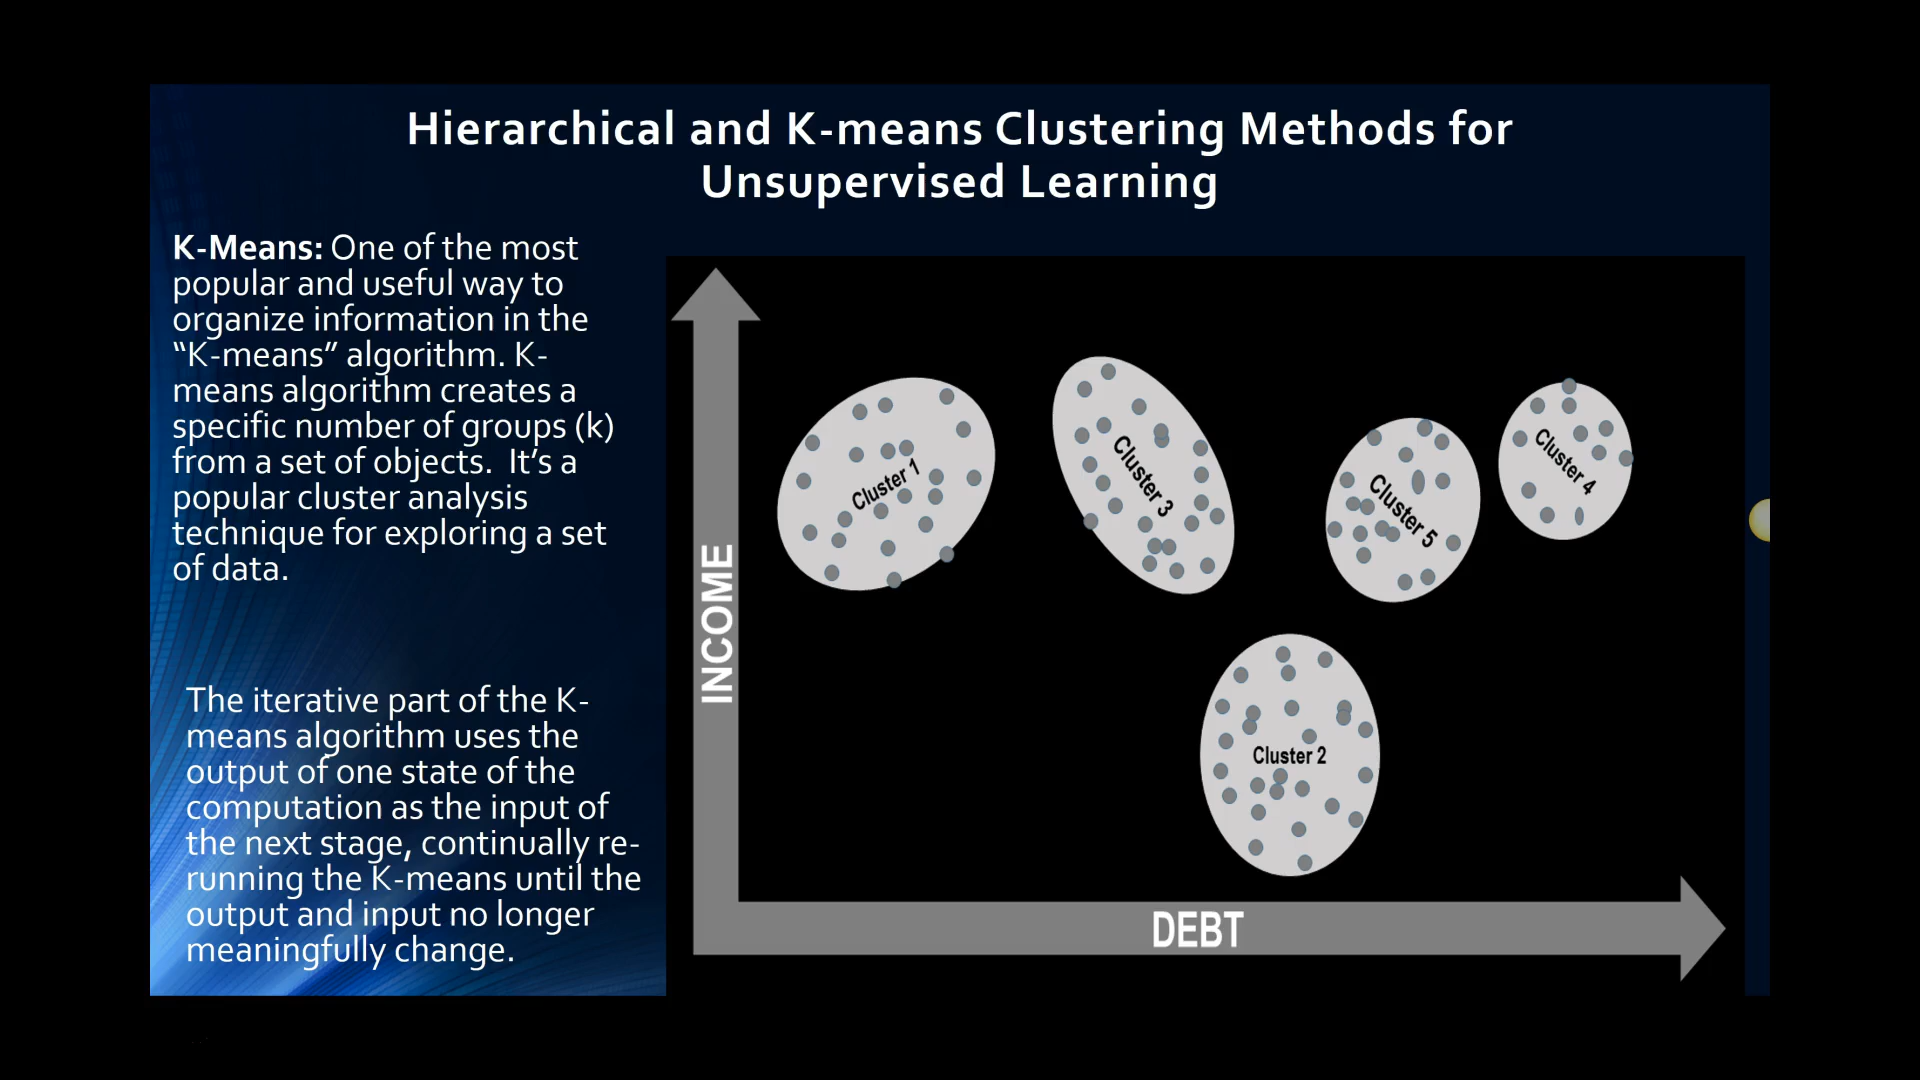 Hierarchical and K-means Clustering Methods for
Unsupervised Learning
K-Means: One of the most
popular and useful way to
organize information in the
“K-means” algorithm. K-
means algorithm creates a
specific number of groups (k)
from a set of objects. It’s a
popular cluster analysis
technique for exploring a set
of data.
The iterative part of the K-
means algorithm uses the
output of one state of the
computation as the input of
the next stage, continually re-
running the K-means until the
output and input no longer
meaningfully change.
INCOME
Cluster 1
Cluster 3
Cluster 5
Cluster 4
Cluster 2
DEBT